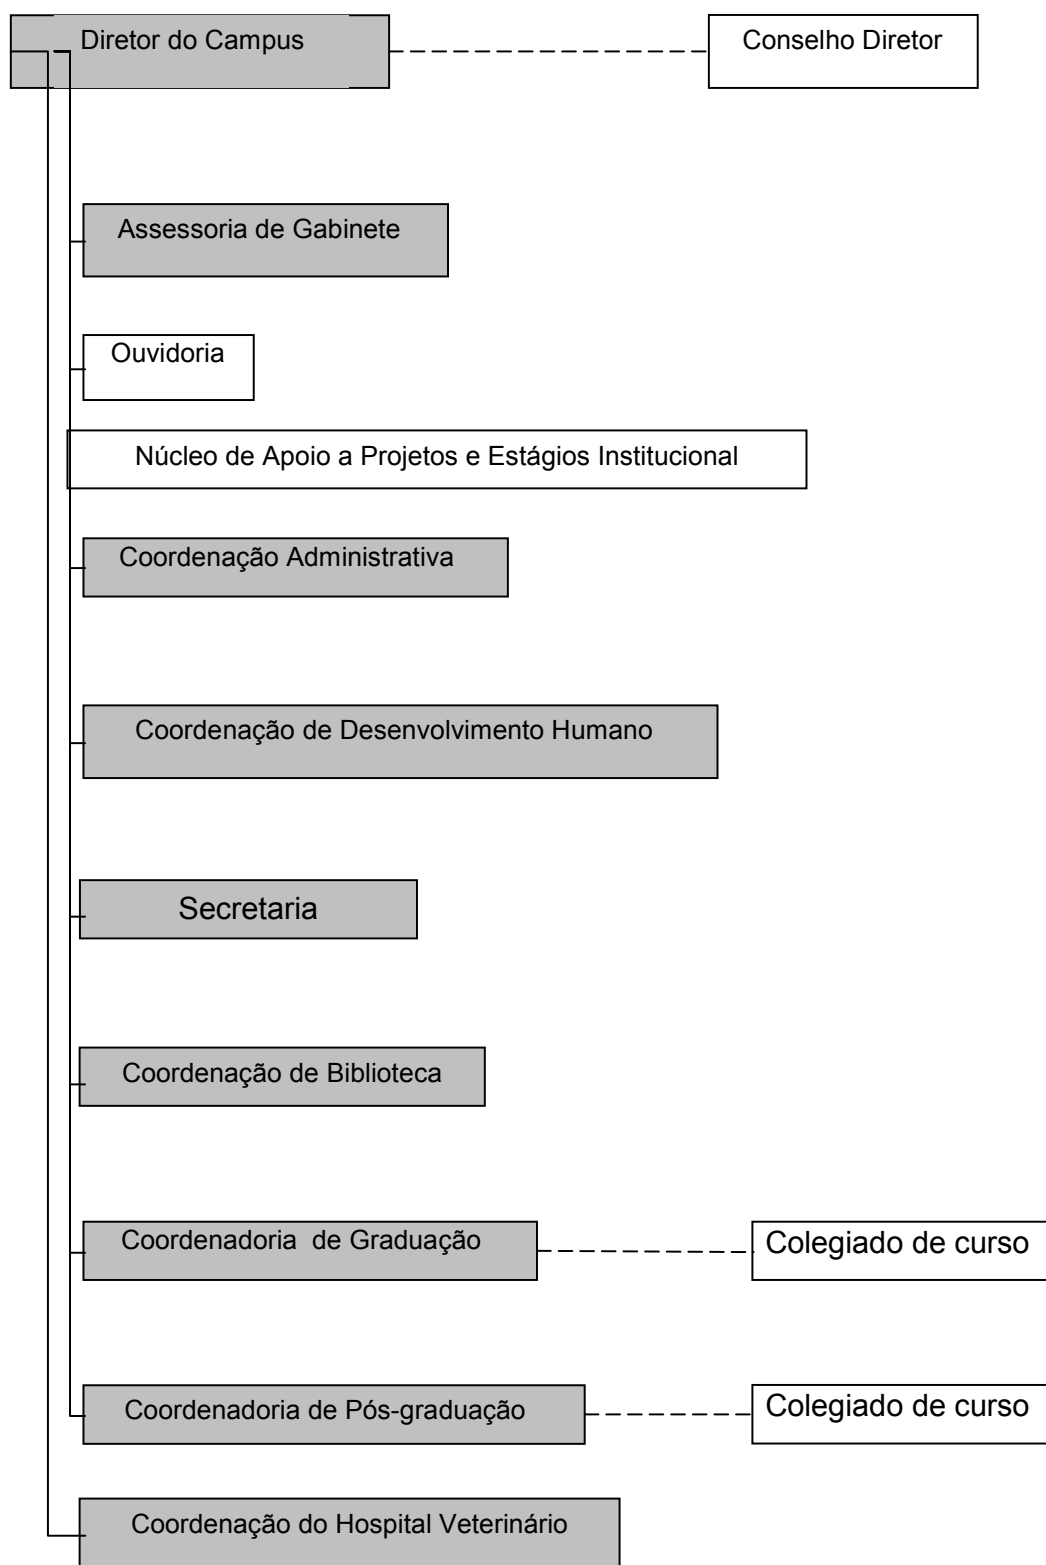 Diretor do Campus
Conselho Diretor
Assessoria de Gabinete
Ouvidoria
Núcleo de Apoio a Projetos e Estágios Institucional
Coordenação Administrativa
Coordenação de Desenvolvimento Humano
Secretaria
Coordenação de Biblioteca
Coordenadoria  de Graduação
Colegiado de curso
Coordenadoria de Pós-graduação
Colegiado de curso
Coordenação do Hospital Veterinário